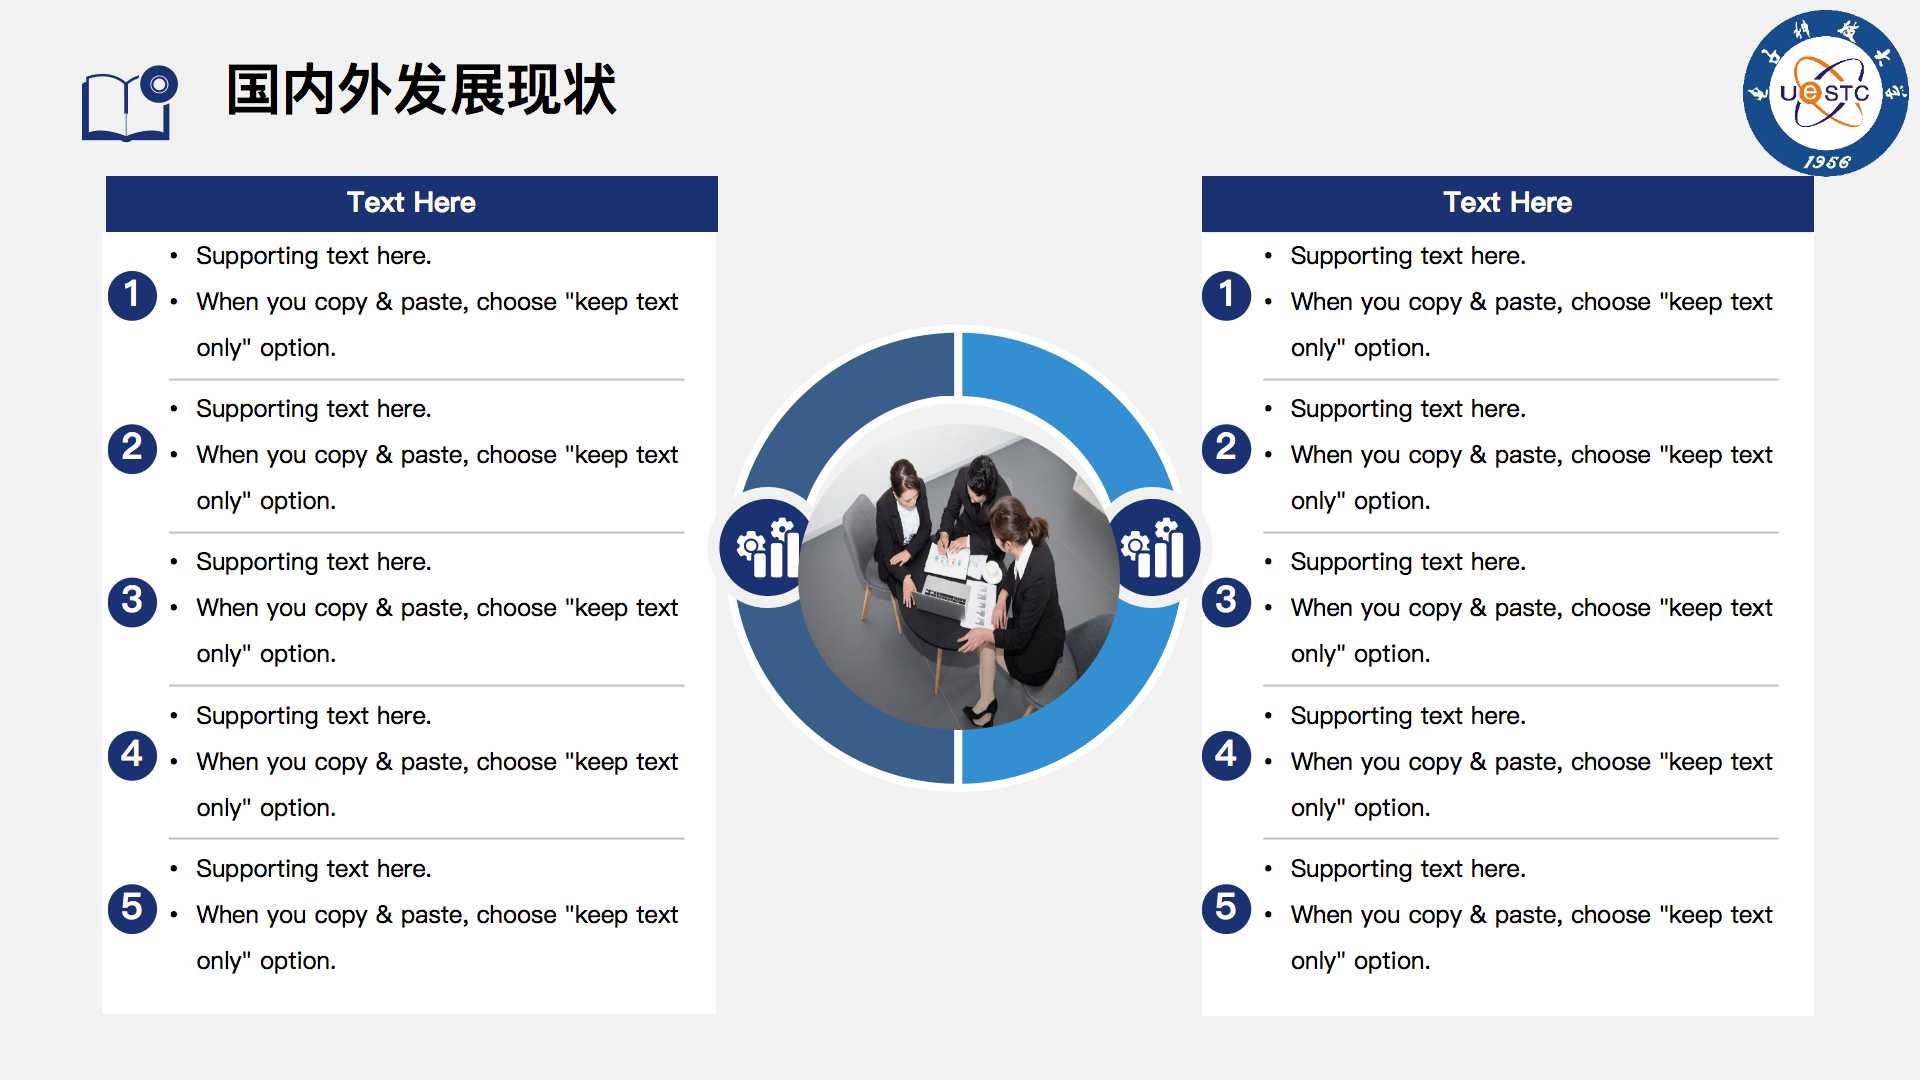 国内外发展现状
电子科技大学
UeSTC
1956
Text Here
1
• Supporting text here.
• When you copy & paste, choose "keep text
only" option.
2
• Supporting text here.
• When you copy & paste, choose "keep text
only" option.
3
• Supporting text here.
• When you copy & paste, choose "keep text
only" option.
4
• Supporting text here.
• When you copy & paste, choose "keep text
only" option.
5
• Supporting text here.
• When you copy & paste, choose "keep text
only" option.
Text Here
1
• Supporting text here.
• When you copy & paste, choose "keep text
only" option.
2
• Supporting text here.
• When you copy & paste, choose "keep text
only" option.
3
• Supporting text here.
• When you copy & paste, choose "keep text
only" option.
4
• Supporting text here.
• When you copy & paste, choose "keep text
only" option.
5
• Supporting text here.
• When you copy & paste, choose "keep text
only" option.